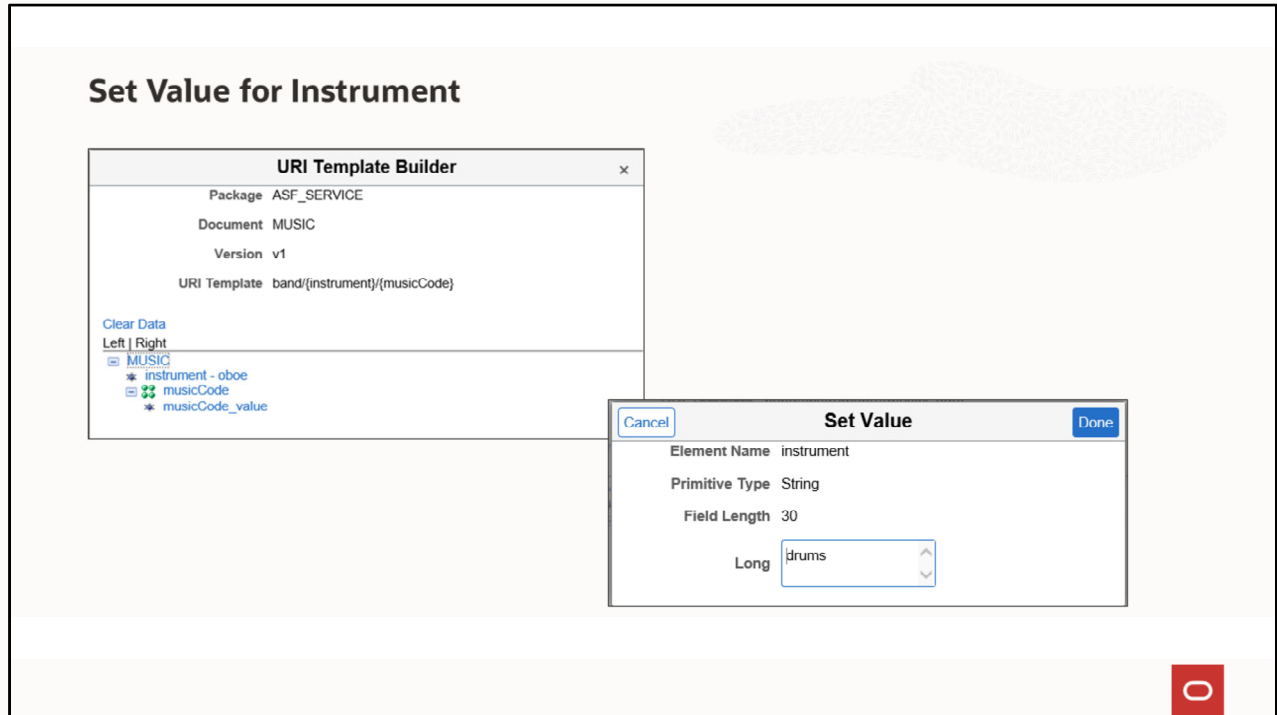 Set Value for Instrument
URI Template Builder ×
Package ASF_SERVICE
Document MUSIC
Version v1
URI Template band/{instrument}/{musicCode}
Clear Data
Left | Right
MUSIC
instrument - oboe
musicCode
musicCode_value
Cancel Set Value Done
Element Name instrument
Primitive Type String
Field Length 30
Long drums